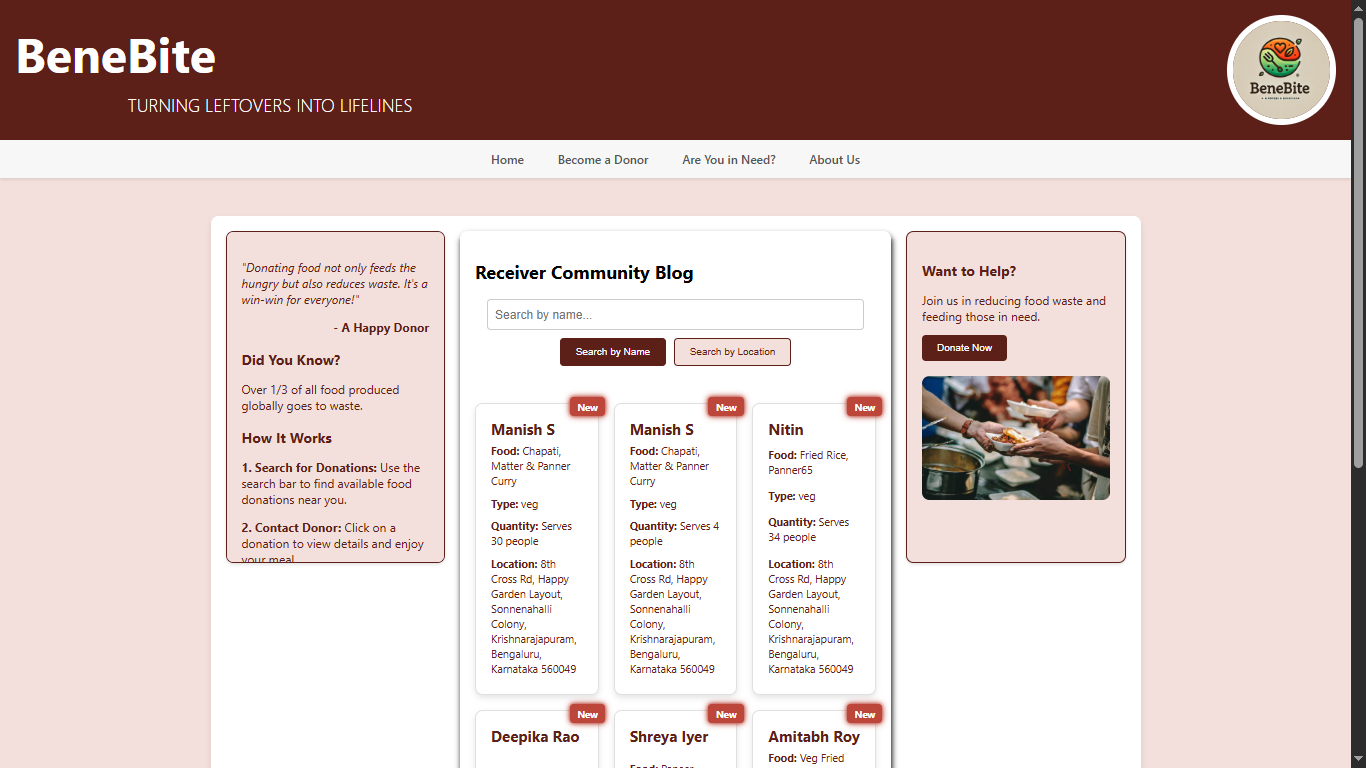 BeneBite
TURNING LEFTOVERS INTO LIFELINES
BeneBite
Home
Become a Donor
Are You in Need?
About Us
"Donating food not only feeds the
hungry but also reduces waste. It's a
win-win for everyone!"
- A Happy Donor
Did You Know?
Over 1/3 of all food produced
globally goes to waste.
How It Works
1. Search for Donations: Use the
search bar to find available food
donations near you.
2. Contact Donor: Click on a
donation to view details and enjoy
your meal
Receiver Community Blog
Search by name...
Search by Name
Search by Location
New
Manish S
Food: Chapati,
Matter & Panner
Curry
Type: veg
Quantity: Serves
30 people
Location: 8th
Cross Rd, Happy
Garden Layout,
Sonnenahalli
Colony,
Krishnarajapuram,
Bengaluru,
Karnataka 560049
New
Manish S
Food: Chapati,
Matter & Panner
Curry
Type: veg
Quantity: Serves 4
people
Location: 8th
Cross Rd, Happy
Garden Layout,
Sonnenahalli
Colony,
Krishnarajapuram,
Bengaluru,
Karnataka 560049
New
Nitin
Food: Fried Rice,
Panner65
Type: veg
Quantity: Serves
34 people
Location: 8th
Cross Rd, Happy
Garden Layout,
Sonnenahalli
Colony,
Krishnarajapuram,
Bengaluru,
Karnataka 560049
New
Deepika Rao
New
Shreya Iyer
Food: Paneer
New
Amitabh Roy
Food: Veg Fried
Want to Help?
Join us in reducing food waste and
feeding those in need.
Donate Now